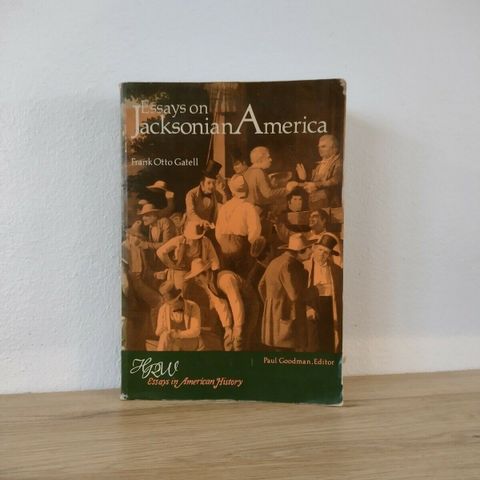 Essays on
Jacksonian America
Frank Otto Gatell
HRW
Paul Goodman, Editor
Essays in American History